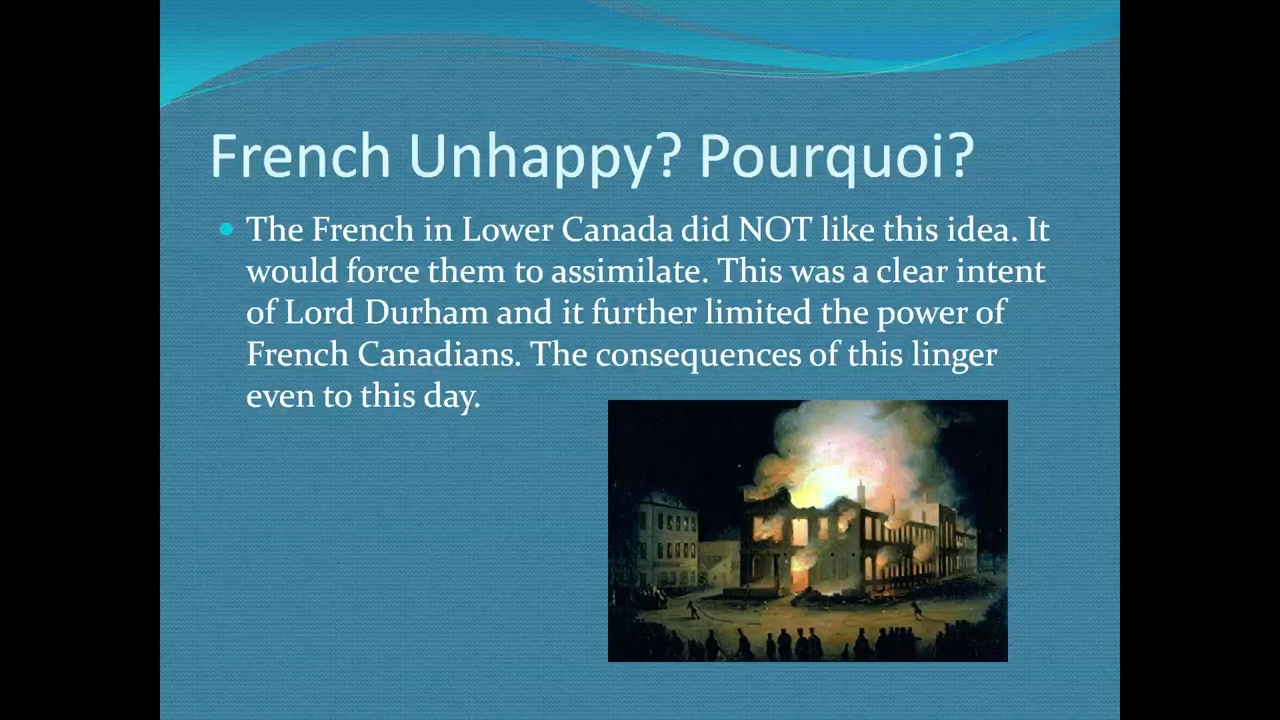 French Unhappy? Pourquoi?
The French in Lower Canada did NOT like this idea. It
would force them to assimilate. This was a clear intent
of Lord Durham and it further limited the power of
French Canadians. The consequences of this linger
even to this day.